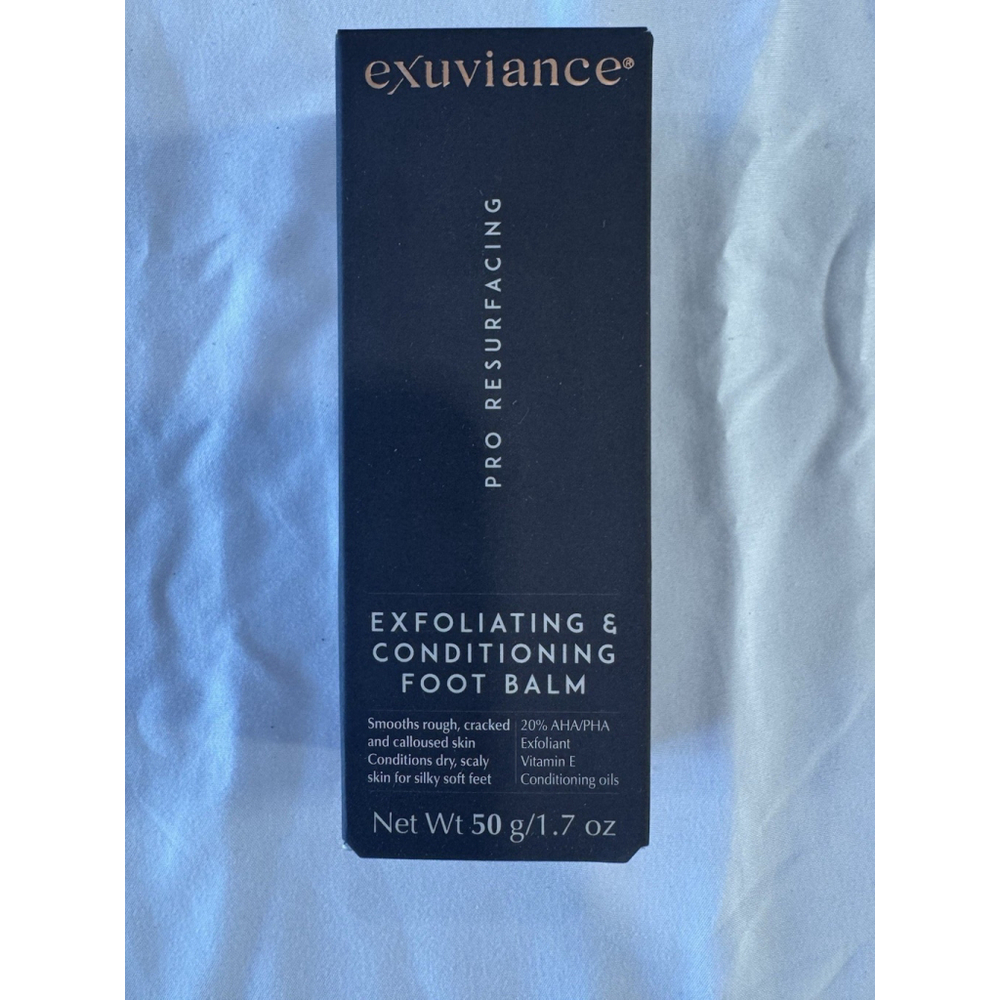 exuviance®
PRO RESURFACING
EXFOLIATING &
CONDITIONING
FOOT BALM
Smooths rough, cracked
and calloused skin
Conditions dry, scaly
skin for silky soft feet
20% AHA/PHA
Exfoliant
Vitamin E
Conditioning oils
Net Wt 50 g/1.7 oz